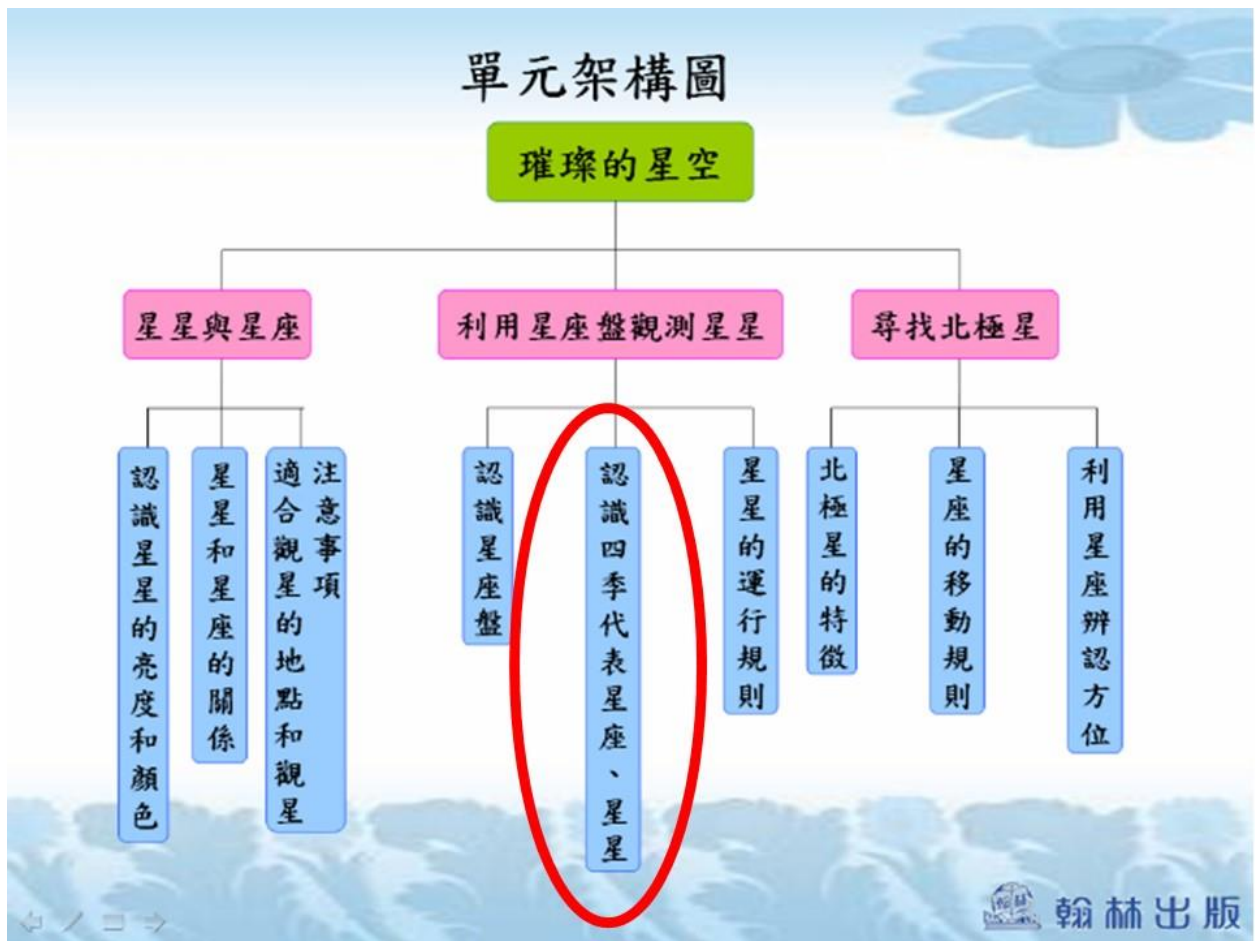 單元架構圖
璀璨的星空
星星與星座
利用星座盤觀測星星
尋找北極星
認識星星的亮度和顏色
星星和星座的關係
適合觀星的地點和觀星
注意事項
認識星座盤
認識四季代表星座、星星
星星的運行規則
北極星的特徵
星座的移動規則
利用星座辨認方位
翰林出版